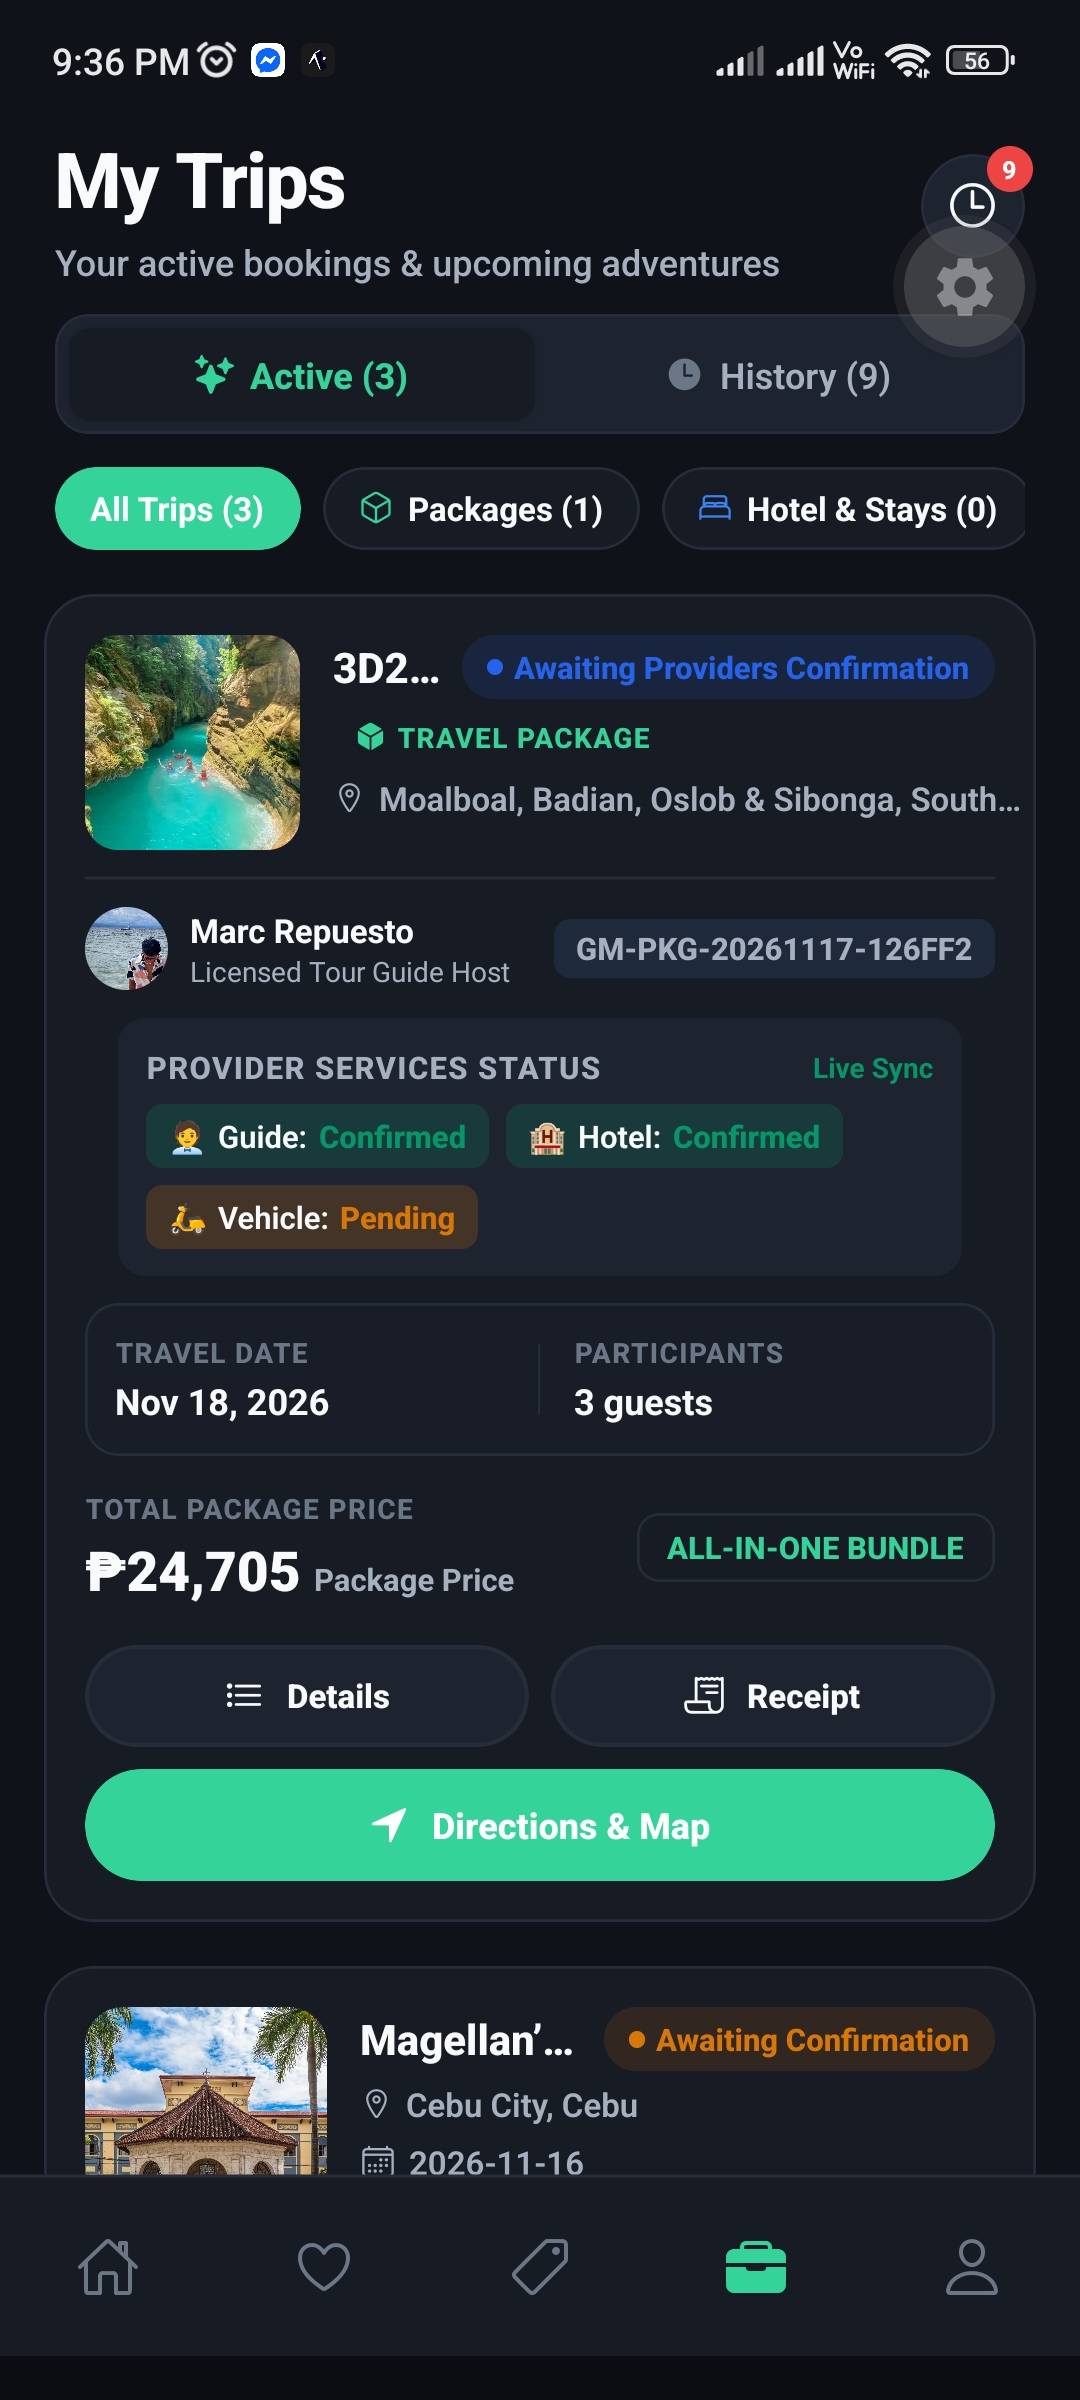 9:36 PM
Vo WiFi
56
My Trips
9
Your active bookings & upcoming adventures
Active (3)
History (9)
All Trips (3)
Packages (1)
Hotel & Stays (0)
3D2...
Awaiting Providers Confirmation
TRAVEL PACKAGE
Moalboal, Badian, Oslob & Sibonga, South...
Marc Repuesto
Licensed Tour Guide Host
GM-PKG-20261117-126FF2
PROVIDER SERVICES STATUS
Live Sync
Guide: Confirmed
Hotel: Confirmed
Vehicle: Pending
TRAVEL DATE
PARTICIPANTS
Nov 18, 2026
3 guests
TOTAL PACKAGE PRICE
₱24,705 Package Price
ALL-IN-ONE BUNDLE
Details
Receipt
Directions & Map
Magellan’...
Awaiting Confirmation
Cebu City, Cebu
2026-11-16